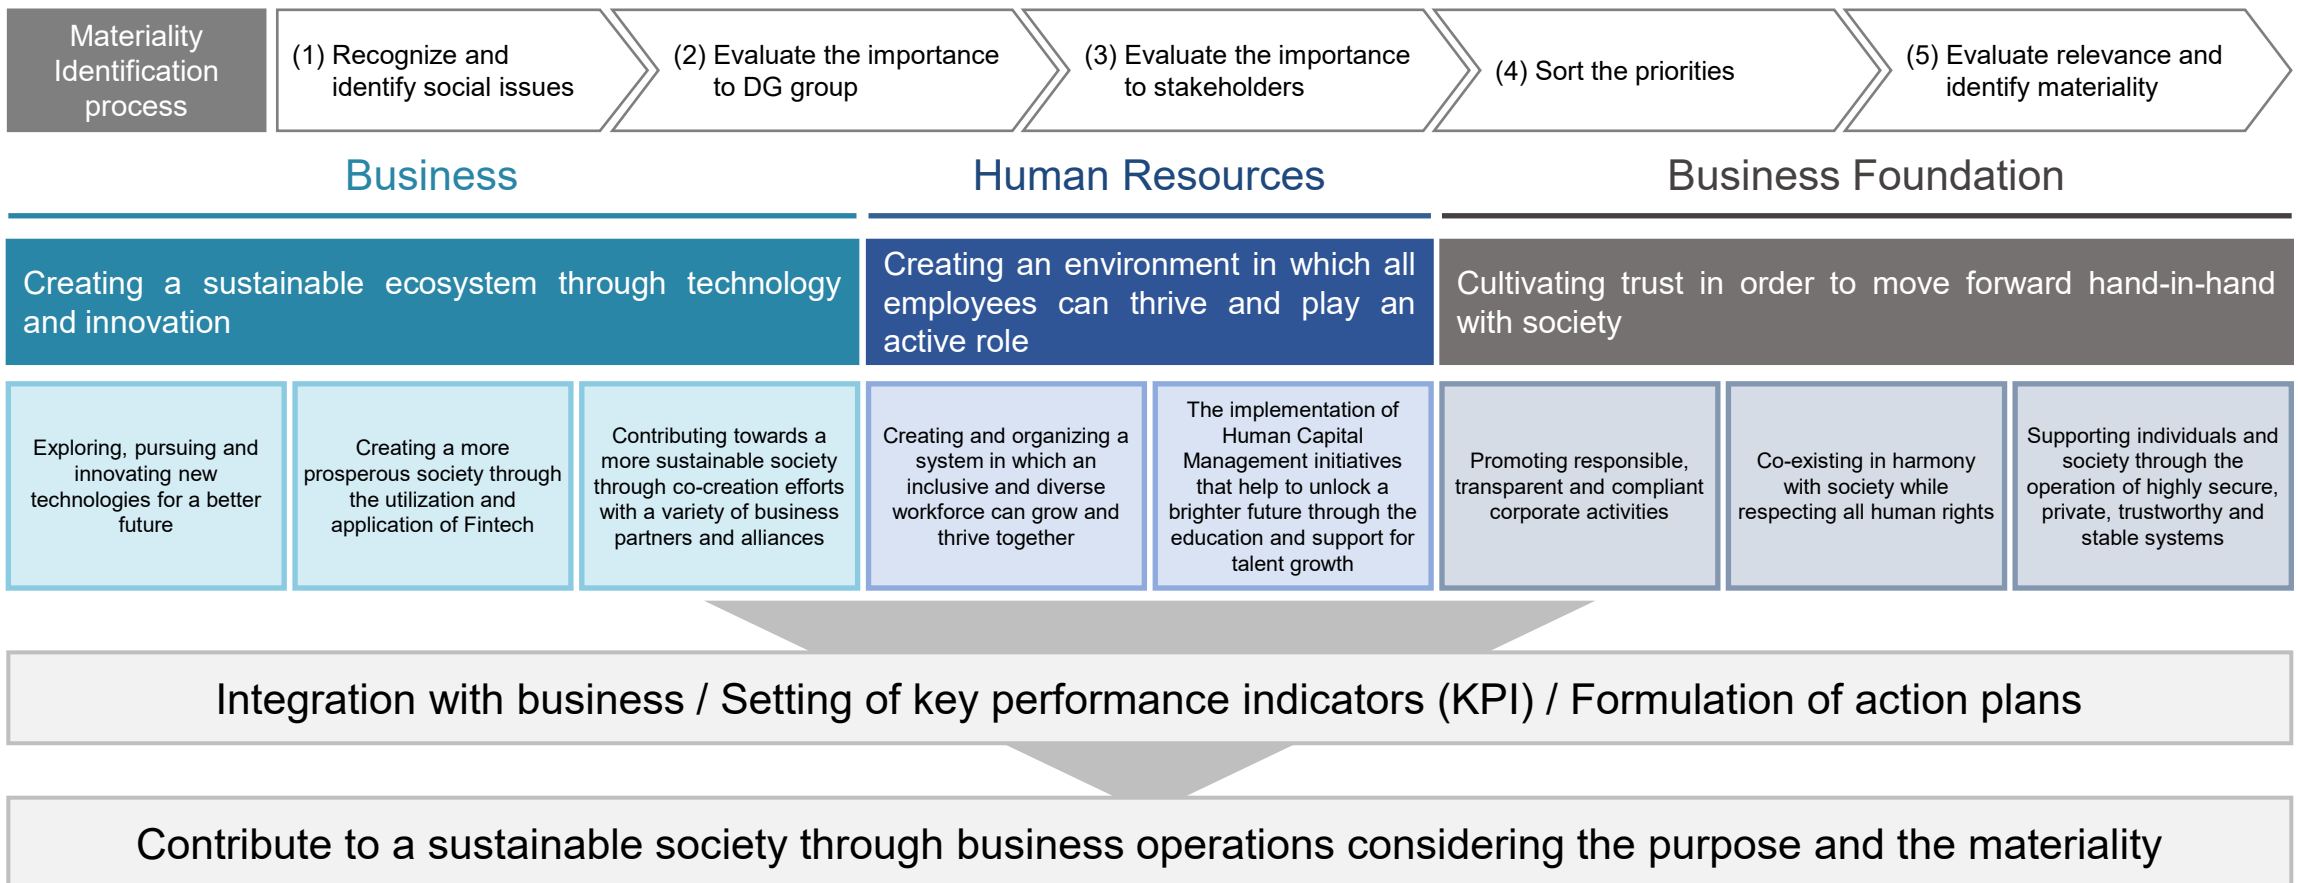 Materiality
Identification
process
(1) Recognize and
identify social issues
(2) Evaluate the importance
to DG group
(3) Evaluate the importance
to stakeholders
(4) Sort the priorities
(5) Evaluate relevance and
identify materiality
Business
Human Resources
Business Foundation
Creating a sustainable ecosystem through technology
and innovation
Creating an environment in which all
employees can thrive and play an
active role
Cultivating trust in order to move forward hand-in-hand
with society
Exploring, pursuing and
innovating new
technologies for a better
future
Creating a more
prosperous society through
the utilization and
application of Fintech
Contributing towards a
more sustainable society
through co-creation efforts
with a variety of business
partners and alliances
Creating and organizing a
system in which an
inclusive and diverse
workforce can grow and
thrive together
The implementation of
Human Capital
Management initiatives
that help to unlock a
brighter future through the
education and support for
talent growth
Promoting responsible,
transparent and compliant
corporate activities
Co-existing in harmony
with society while
respecting all human rights
Supporting individuals and
society through the
operation of highly secure,
private, trustworthy and
stable systems
Integration with business / Setting of key performance indicators (KPI) / Formulation of action plans
Contribute to a sustainable society through business operations considering the purpose and the materiality